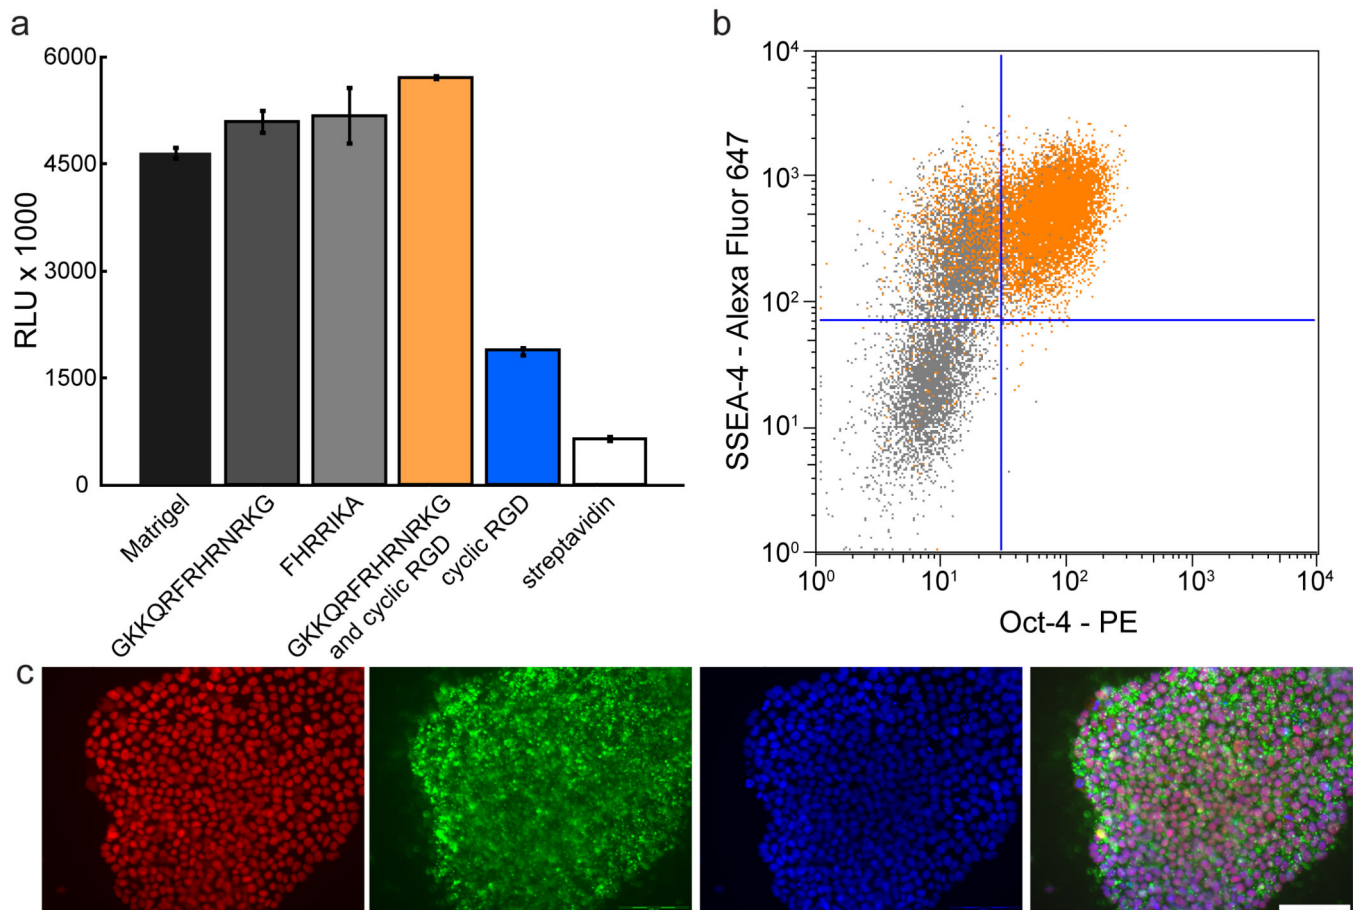 a
RLU x 1000
6000
4500
3000
1500
0
Matrigel
GKKQRFRHRNRKG
FHRRIKA
GKKQRFRHRNRKG
and cyclic RGD
cyclic RGD
streptavidin
b
SSEA-4 - Alexa Fluor 647
10⁴
10³
10²
10¹
10⁰
10⁰ 10¹ 10² 10³ 10⁴
Oct-4 - PE
c